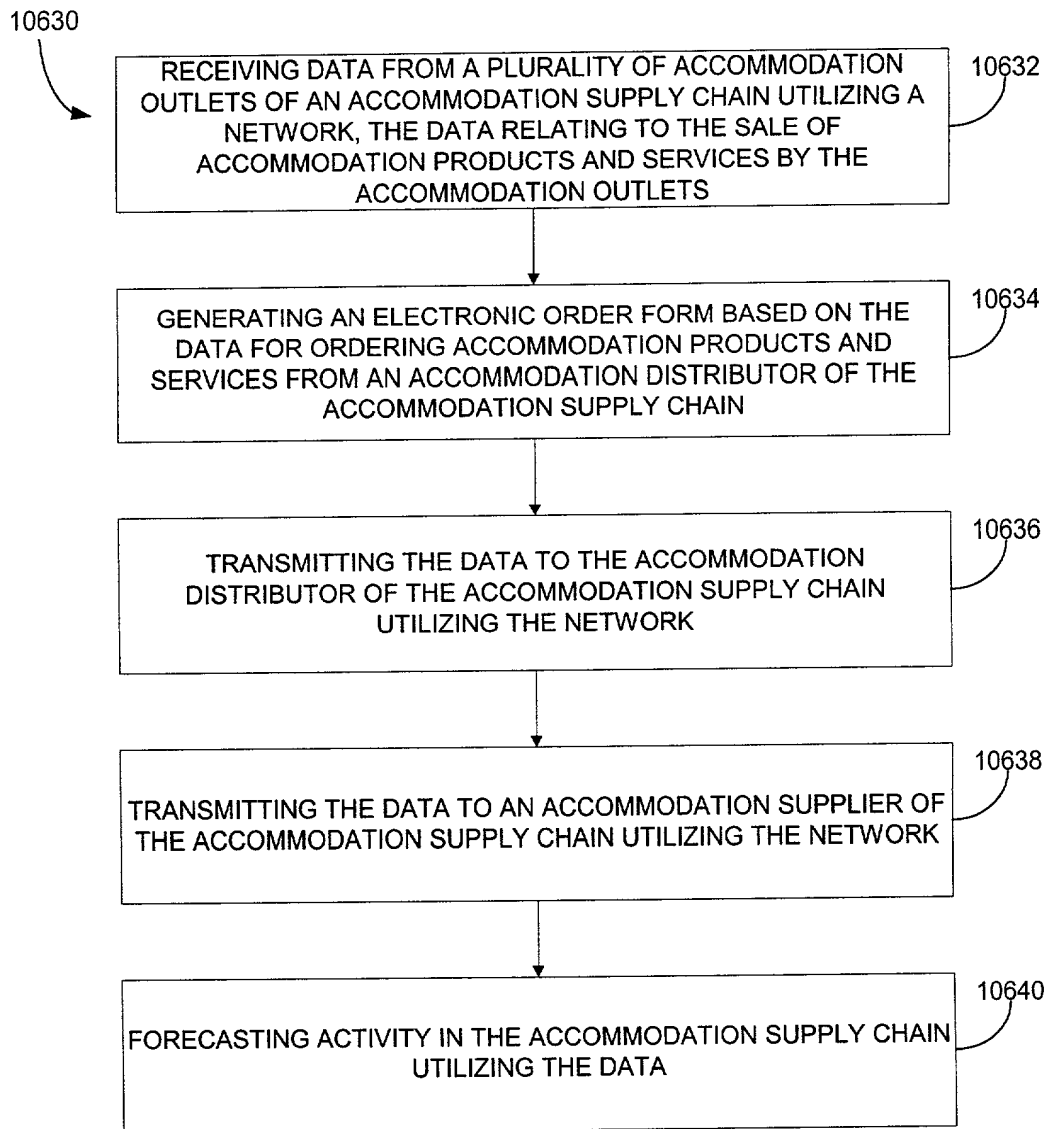 10630
RECEIVING DATA FROM A PLURALITY OF ACCOMMODATION
OUTLETS OF AN ACCOMMODATION SUPPLY CHAIN UTILIZING A
NETWORK, THE DATA RELATING TO THE SALE OF
ACCOMMODATION PRODUCTS AND SERVICES BY THE
ACCOMMODATION OUTLETS
10632
GENERATING AN ELECTRONIC ORDER FORM BASED ON THE
DATA FOR ORDERING ACCOMMODATION PRODUCTS AND
SERVICES FROM AN ACCOMMODATION DISTRIBUTOR OF THE
ACCOMMODATION SUPPLY CHAIN
10634
TRANSMITTING THE DATA TO THE ACCOMMODATION
DISTRIBUTOR OF THE ACCOMMODATION SUPPLY CHAIN
UTILIZING THE NETWORK
10636
TRANSMITTING THE DATA TO AN ACCOMMODATION SUPPLIER OF
THE ACCOMMODATION SUPPLY CHAIN UTILIZING THE NETWORK
10638
FORECASTING ACTIVITY IN THE ACCOMMODATION SUPPLY CHAIN
UTILIZING THE DATA
10640